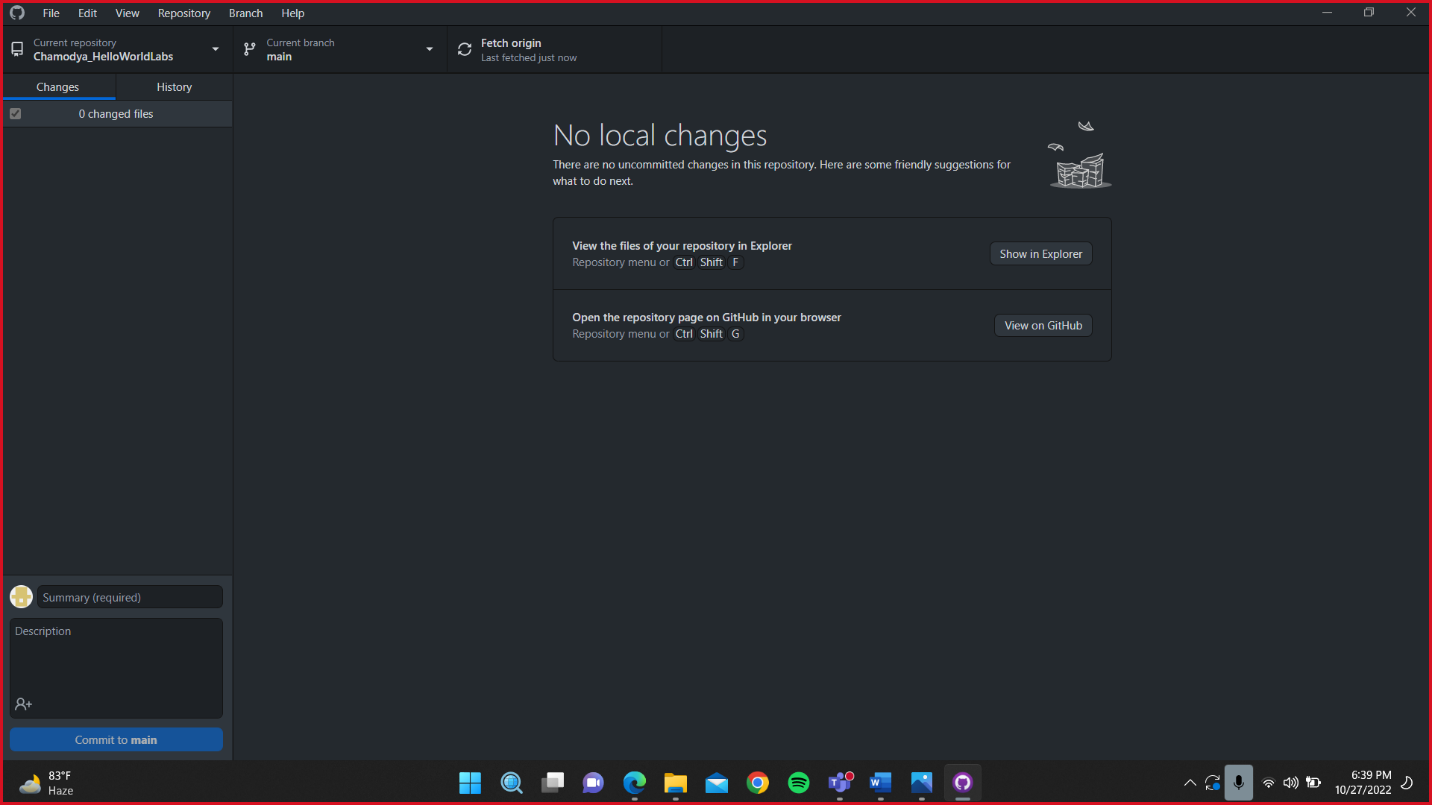 File Edit View Repository Branch Help
Current repository
Chamodya_HelloWorldLabs
Current branch
main
Fetch origin
Last fetched just now
Changes History
0 changed files
No local changes
There are no uncommitted changes in this repository. Here are some friendly suggestions for
what to do next.
View the files of your repository in Explorer
Repository menu or Ctrl Shift F
Show in Explorer
Open the repository page on GitHub in your browser
Repository menu or Ctrl Shift G
View on GitHub
Summary (required)
Description
Commit to main
83°F
Haze
6:39 PM
10/27/2022